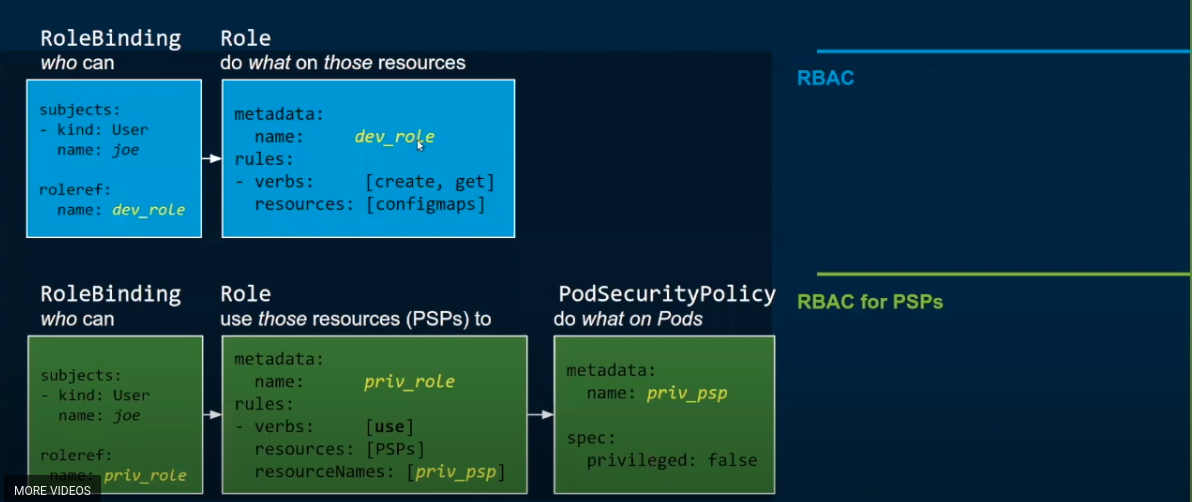 RoleBinding
who can
subjects:
- kind: User
name: joe
roleref:
name: dev_role
Role
do what on those resources
metadata:
name: dev_role
rules:
- verbs: [create, get]
resources: [configmaps]
RBAC
RoleBinding
who can
subjects:
- kind: User
name: joe
roleref:
name: priv_role
Role
use those resources (PSPs) to
metadata:
name: priv_role
rules:
- verbs: [use]
resources: [PSPs]
resourceNames: [priv_psp]
PodSecurityPolicy
do what on Pods
metadata:
name: priv_psp
spec:
privileged: false
RBAC for PSPs
MORE VIDEOS